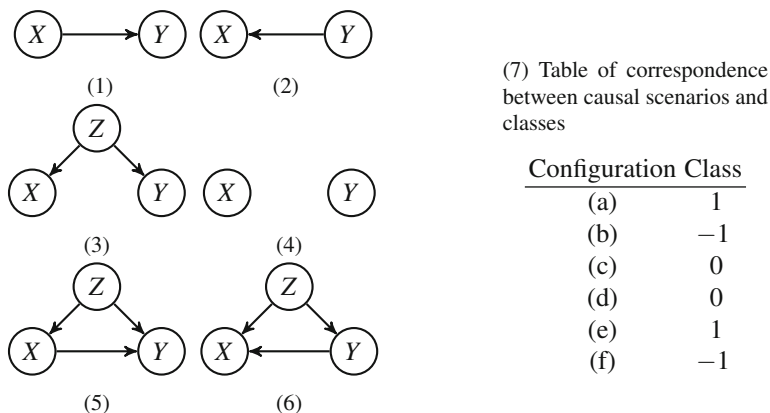 X Y X Y
(1) (2)
Z
X Y X Y
(3) (4)
Z Z
X Y X Y
(5) (6)
(7) Table of correspondence
between causal scenarios and
classes
Configuration Class
(a) 1
(b) −1
(c) 0
(d) 0
(e) 1
(f) −1